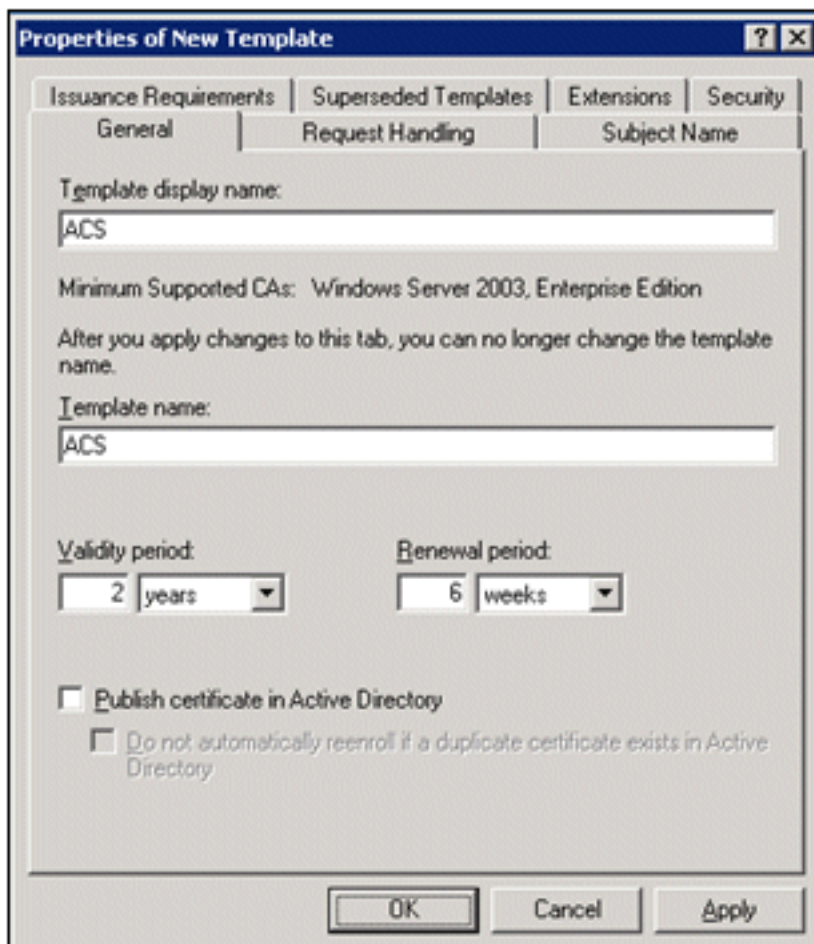 Properties of New Template
Issuance Requirements Superseded Templates Extensions Security
General Request Handling Subject Name
Template display name:
ACS
Minimum Supported CAs: Windows Server 2003, Enterprise Edition
After you apply changes to this tab, you can no longer change the template
name.
Template name:
ACS
Validity period: Renewal period:
2 years 6 weeks
Publish certificate in Active Directory
Do not automatically reenroll if a duplicate certificate exists in Active
Directory
OK Cancel Apply